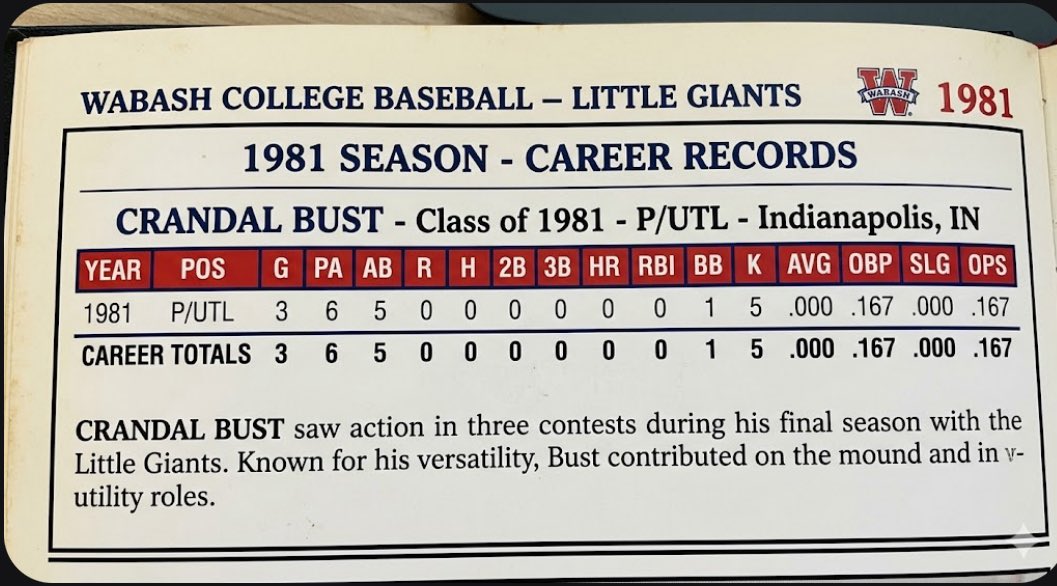 WABASH COLLEGE BASEBALL – LITTLE GIANTS W WABASH 1981
1981 SEASON - CAREER RECORDS
CRANDAL BUST - Class of 1981 - P/UTL - Indianapolis, IN
YEAR POS G PA AB R H 2B 3B HR RBI BB K AVG OBP SLG OPS
1981 P/UTL 3 6 5 0 0 0 0 0 0 1 5 .000 .167 .000 .167
CAREER TOTALS 3 6 5 0 0 0 0 0 0 1 5 .000 .167 .000 .167
CRANDAL BUST saw action in three contests during his final season with the
Little Giants. Known for his versatility, Bust contributed on the mound and in
utility roles.